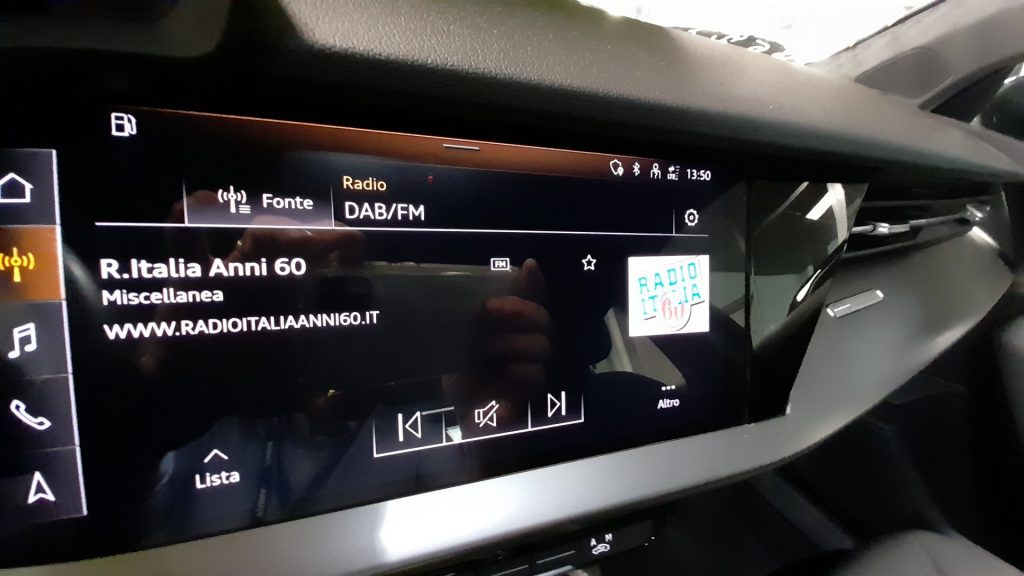 13:50
Radio
Fonte
DAB/FM
R.Italia Anni 60
FM
Miscellanea
WWW.RADIOITALIAANNI60.IT
RADIO
ITALIA
60
Altro
Lista
A M